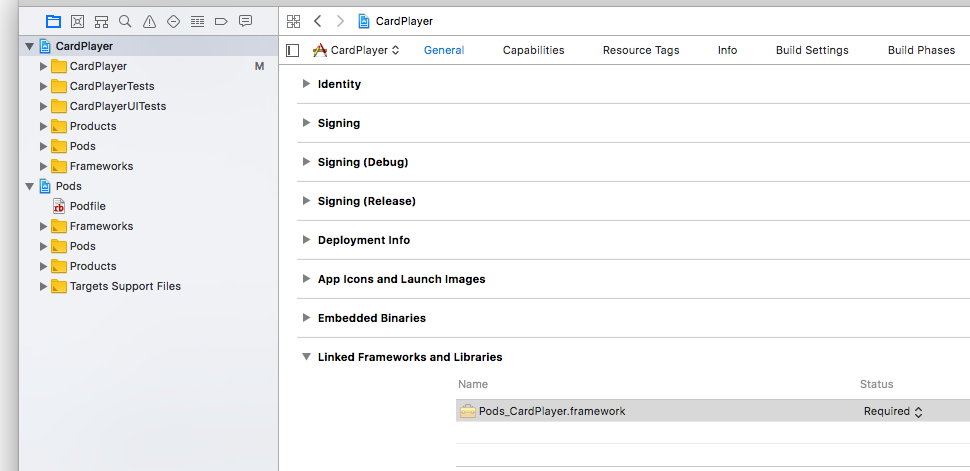 CardPlayer
CardPlayer
M
CardPlayerTests
CardPlayerUITests
Products
Pods
Frameworks
Pods
rb Podfile
Frameworks
Pods
Products
Targets Support Files
CardPlayer
CardPlayer General Capabilities Resource Tags Info Build Settings Build Phases
Identity
Signing
Signing (Debug)
Signing (Release)
Deployment Info
App Icons and Launch Images
Embedded Binaries
Linked Frameworks and Libraries
Name Status
Pods_CardPlayer.framework Required